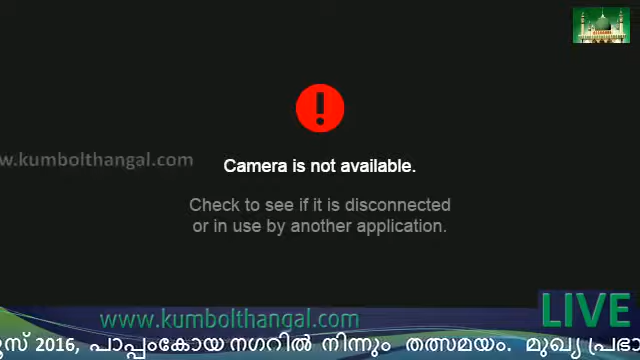 w.kumbolthangal.com
Camera is not available.
Check to see if it is disconnected
or in use by another application.
www.kumbolthangal.com
LIVE
സ് 2016, പാപ്പംകോയ നഗറിൽ നിന്നും തത്സമയം. മുഖ്യ പ്രഭാ